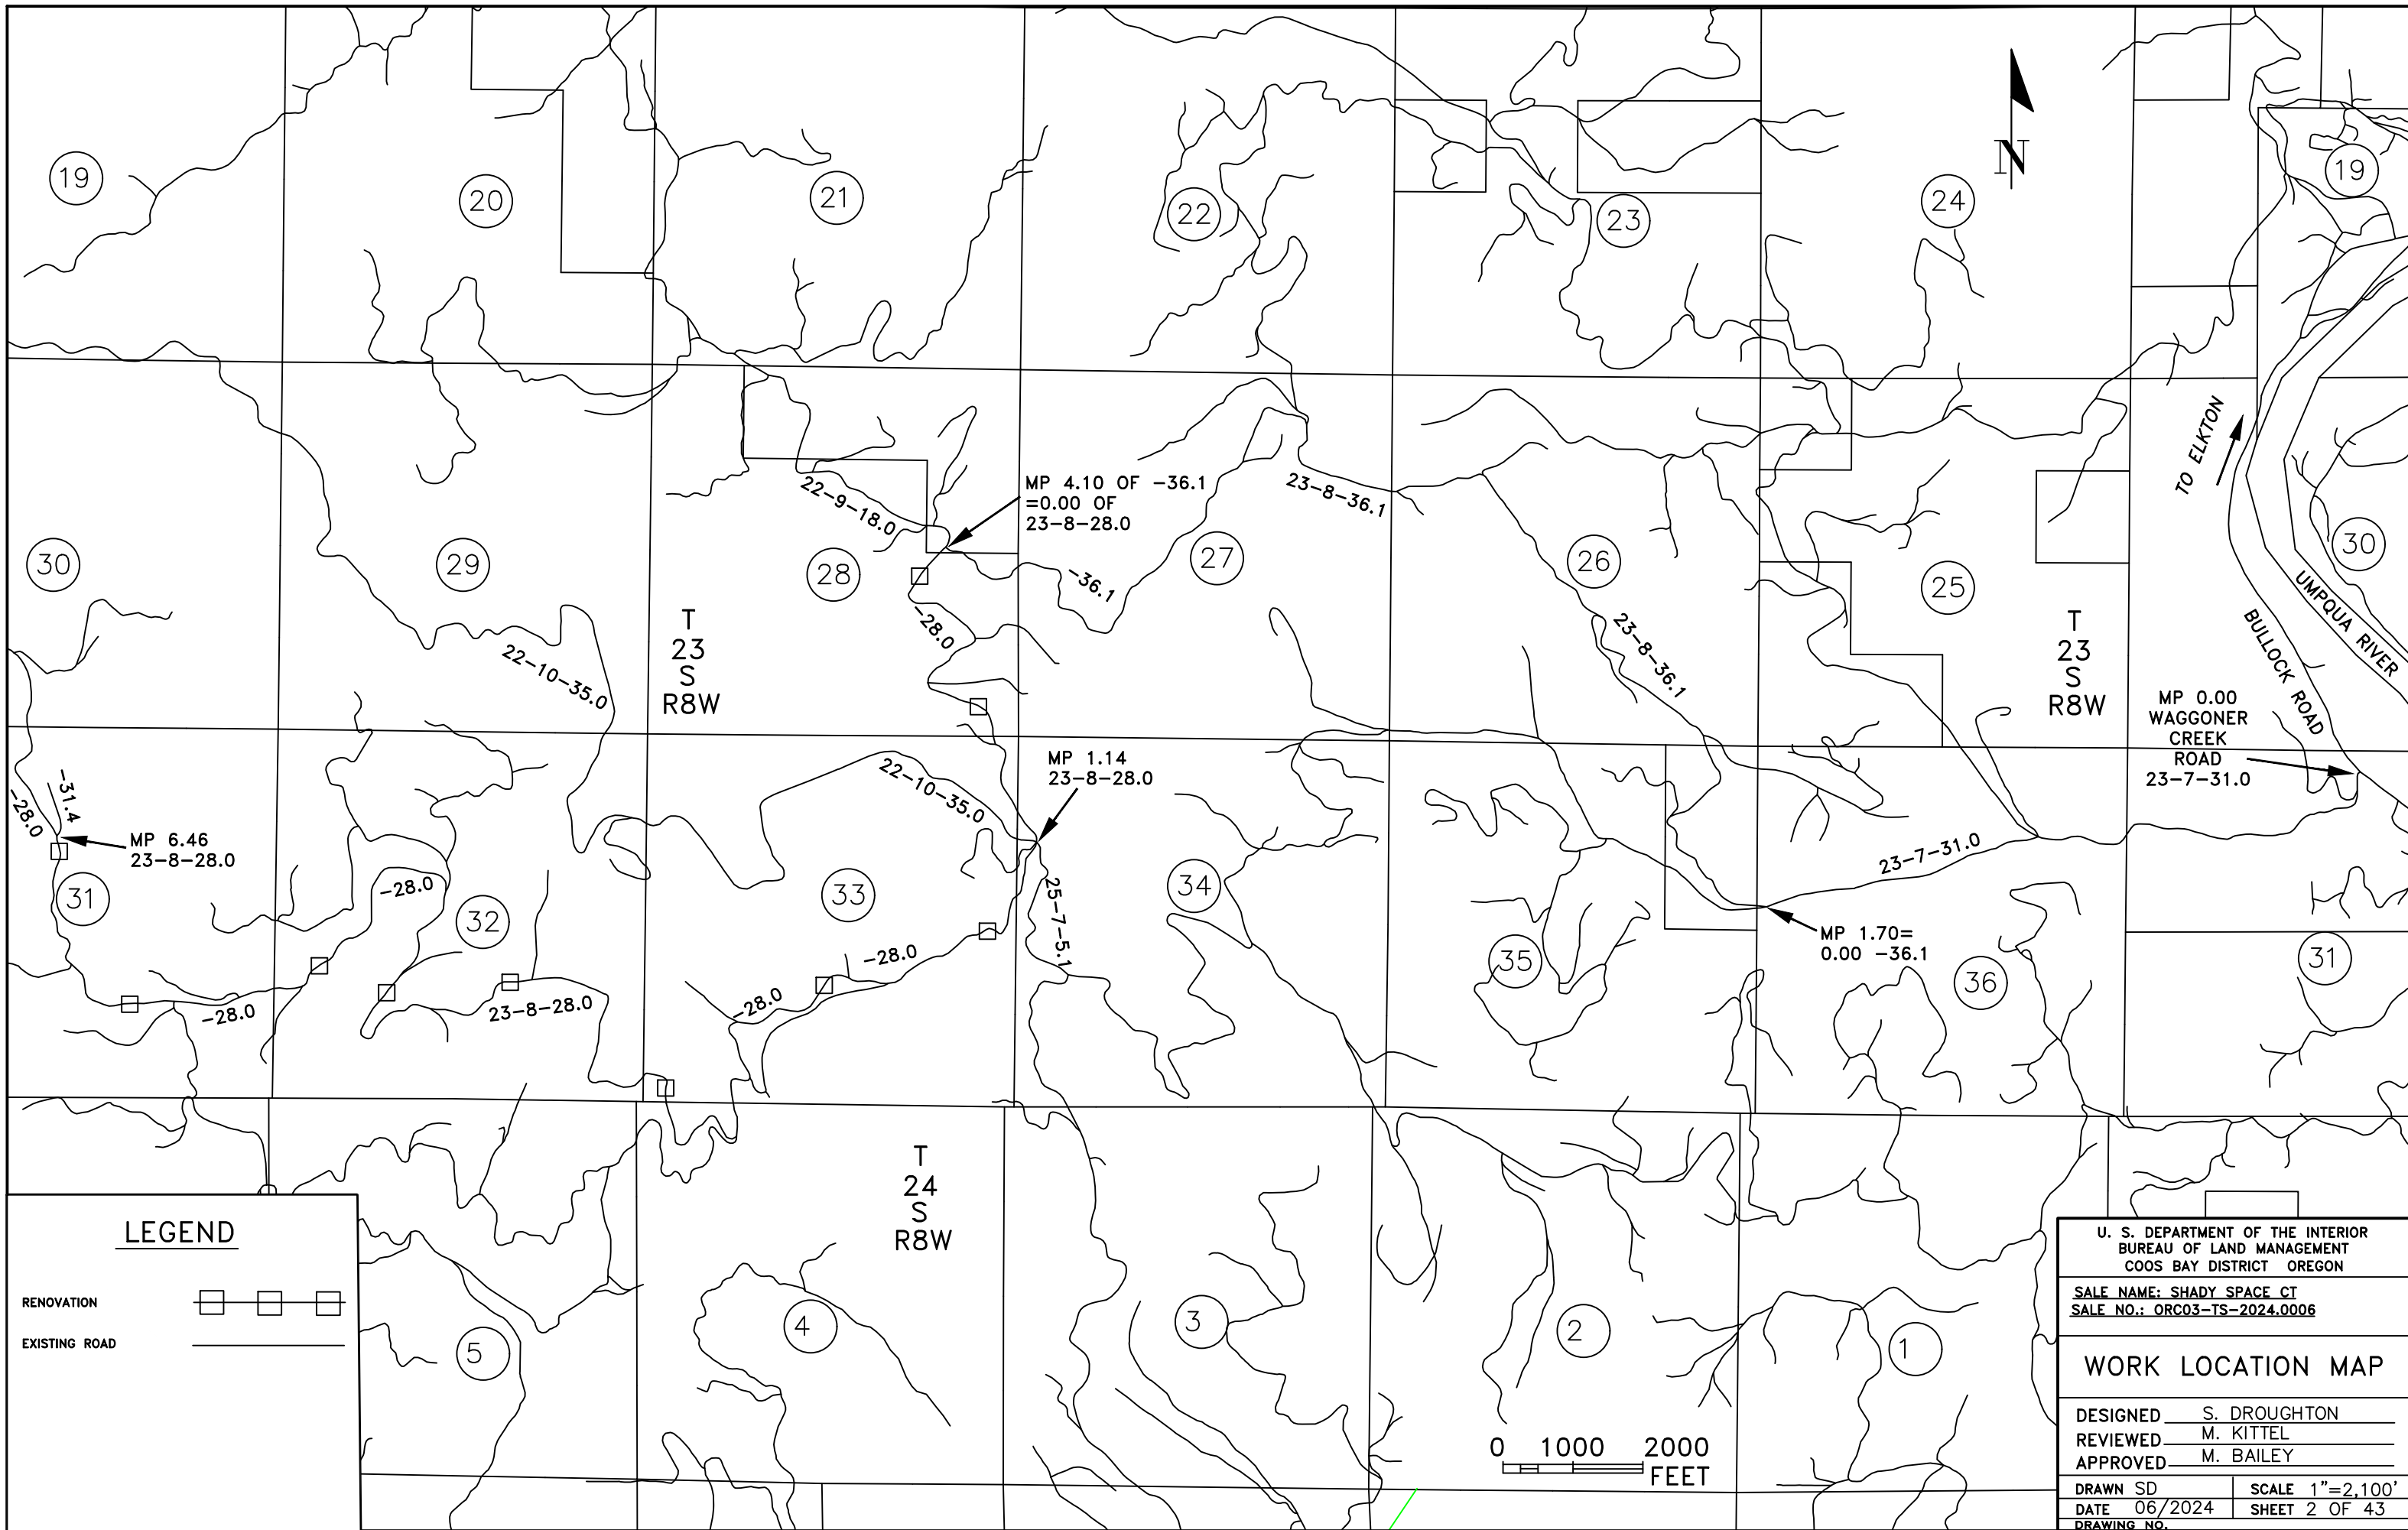 19
20
21
22
23
24
19
N
TO ELKTON
22-9-18.0
MP 4.10 OF -36.1
=0.00 OF
23-8-28.0
23-8-36.1
30
29
28
27
26
25
30
-36.1
-28.0
22-10-35.0
T
23
S
R8W
23-8-36.1
T
23
S
R8W
UMPQUA RIVER
BULLOCK ROAD
MP 0.00
WAGGONER
CREEK
ROAD
23-7-31.0
-31.4
-28.0
MP 6.46
23-8-28.0
22-10-35.0
MP 1.14
23-8-28.0
23-7-31.0
31
-28.0
32
33
34
25-7-5.1
35
MP 1.70=
0.00 -36.1
36
31
-28.0
23-8-28.0
-28.0
-28.0
T
24
S
R8W
5
4
3
2
1
LEGEND
RENOVATION
EXISTING ROAD
0 1000 2000
FEET
U. S. DEPARTMENT OF THE INTERIOR
BUREAU OF LAND MANAGEMENT
COOS BAY DISTRICT OREGON
SALE NAME: SHADY SPACE CT
SALE NO.: ORC03-TS-2024.0006
WORK LOCATION MAP
DESIGNED S. DROUGHTON
REVIEWED M. KITTEL
APPROVED M. BAILEY
DRAWN SD SCALE 1"=2,100'
DATE 06/2024 SHEET 2 OF 43
DRAWING NO.